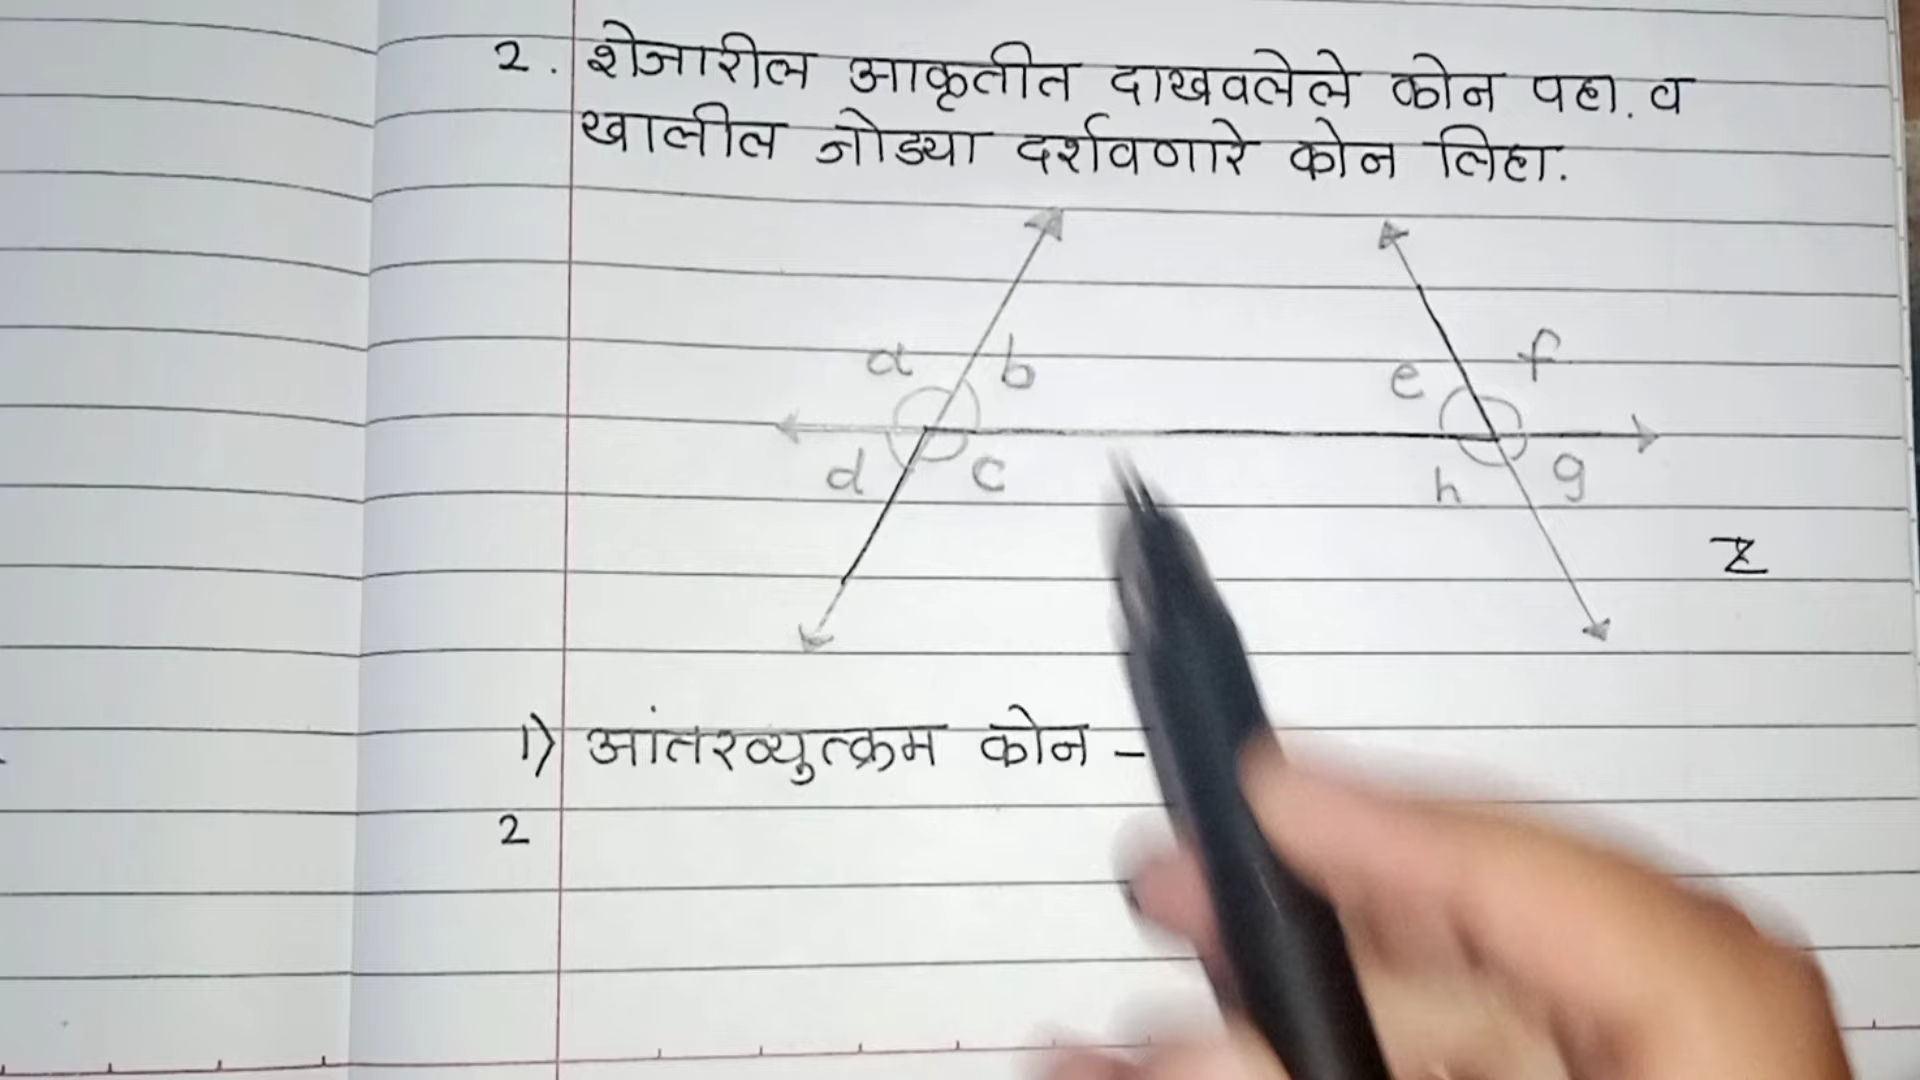 2. शेजारील आकृतीत दाखवलेले कोन पहा. व
खालील जोड्या दर्शवणारे कोन लिहा.
a b e f
d c h g
Z
1) आंतरव्युत्क्रम कोन –
2